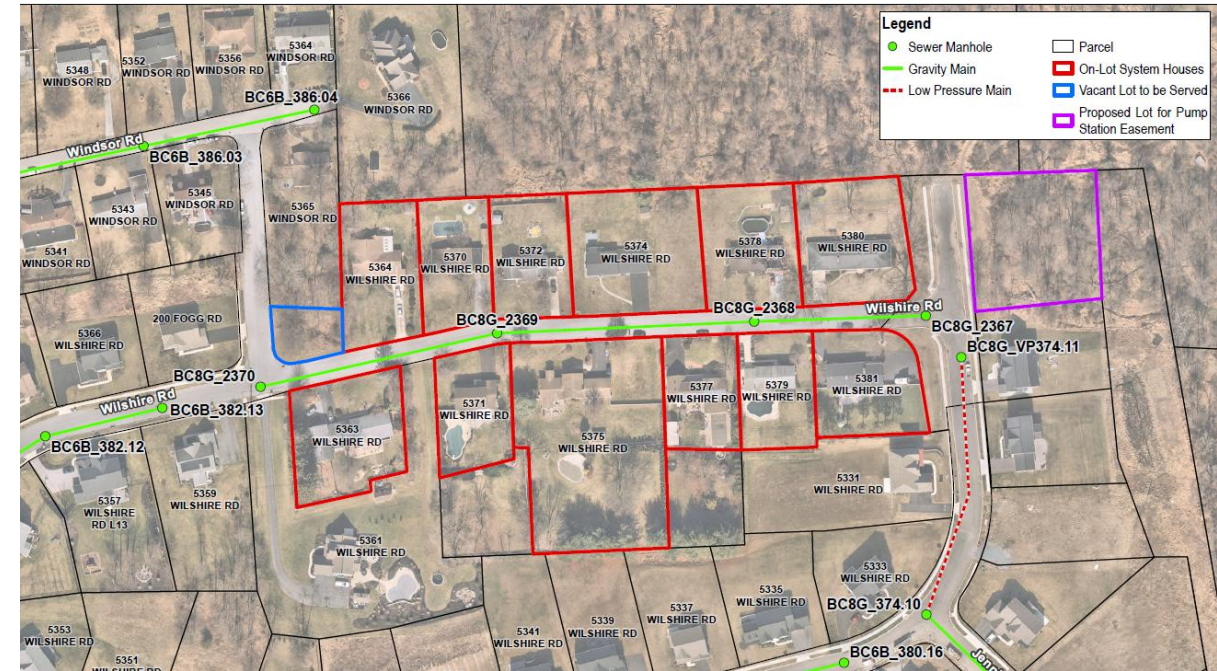 Legend
Sewer Manhole
Gravity Main
Low Pressure Main
Parcel
On-Lot System Houses
Vacant Lot to be Served
Proposed Lot for Pump
Station Easement
5348
WINDSOR RD
5352
WINDSOR RD
5356
WINDSOR RD
5364
WINDSOR RD
5366
WINDSOR RD
BC6B_386.04
Windsor Rd
BC6B_386.03
5341
WINDSOR RD
5343
WINDSOR RD
5345
WINDSOR RD
5365
WINDSOR RD
5364
WILSHIRE RD
5370
WILSHIRE RD
5372
WILSHIRE RD
5374
WILSHIRE RD
5378
WILSHIRE RD
5380
WILSHIRE RD
5366
WILSHIRE RD
200 FOGG RD
BC8G_2369
BC8G_2368
Wilshire Rd
BC8G_2367
BC8G_VP374.11
BC8G_2370
Wilshire Rd
BC6B_382.13
BC6B_382.12
5363
WILSHIRE RD
5371
WILSHIRE RD
5375
WILSHIRE RD
5377
WILSHIRE RD
5379
WILSHIRE RD
5381
WILSHIRE RD
5357
WILSHIRE
RD L13
5359
WILSHIRE RD
5361
WILSHIRE RD
5331
WILSHIRE RD
5333
WILSHIRE RD
5335
WILSHIRE RD
5337
WILSHIRE RD
5339
WILSHIRE RD
5341
WILSHIRE RD
5353
WILSHIRE RD
5351
WILSHIRE RD
BC8G_374.10
BC6B_380.16